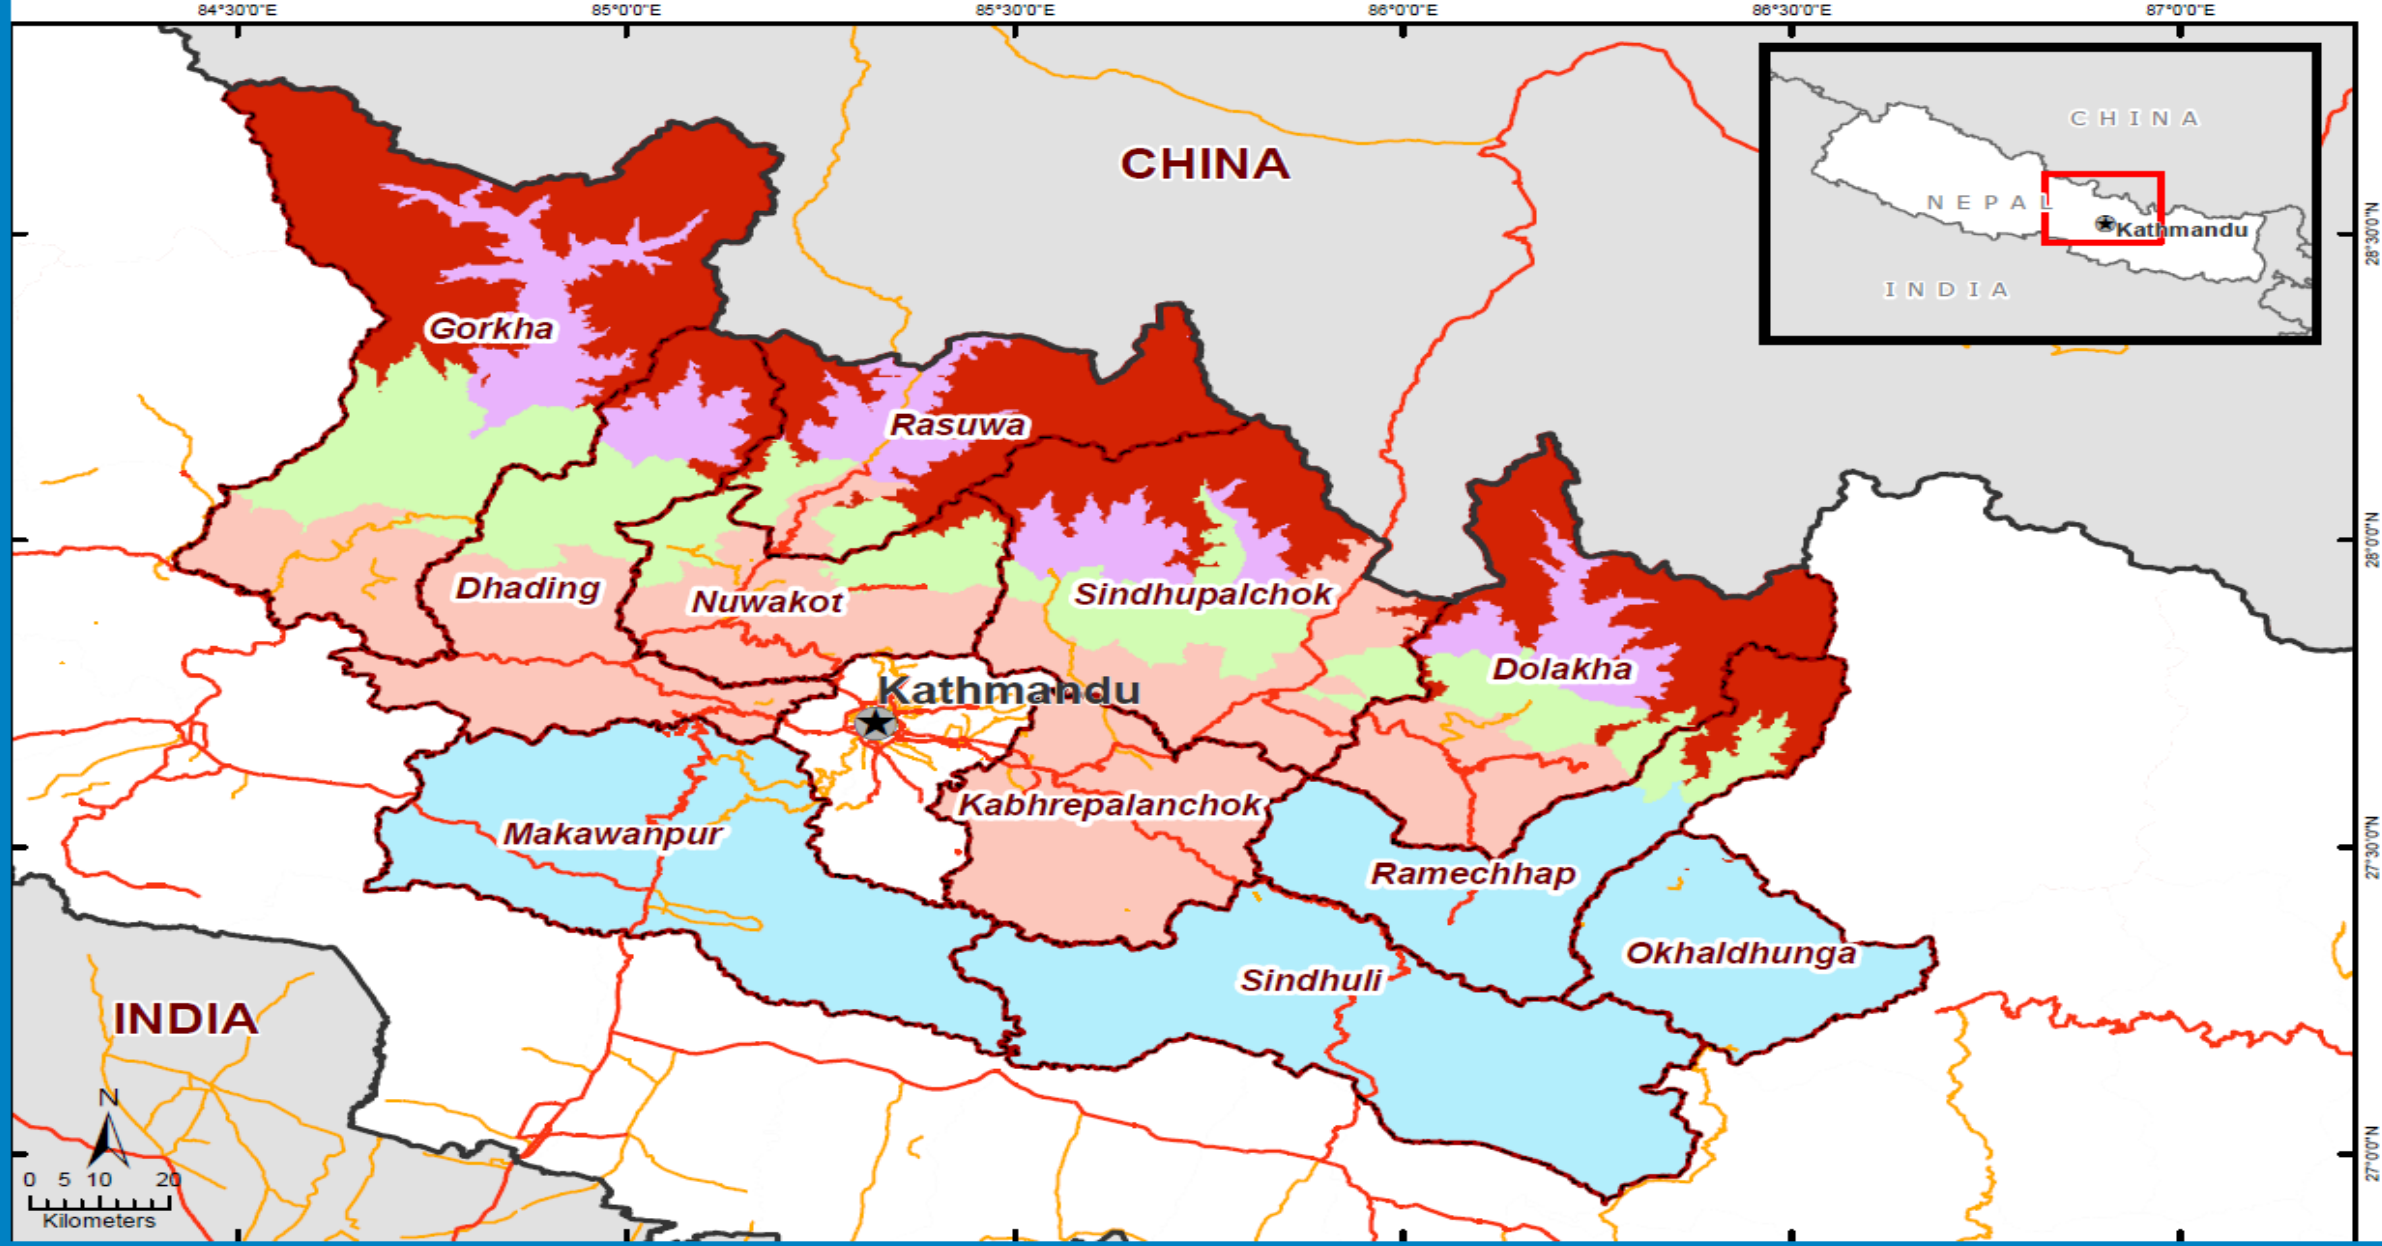 84°30'0"E
85°0'0"E
85°30'0"E
86°0'0"E
86°30'0"E
87°0'0"E
CHINA
NEPAL
Kathmandu
INDIA
CHINA
28°30'0"N
Gorkha
Rasuwa
28°0'0"N
Dhading
Nuwakot
Sindhupalchok
Dolakha
Kathmandu
Kabhrepalanchok
Makawanpur
27°30'0"N
Ramechhap
Okhaldhunga
Sindhuli
INDIA
N
27°0'0"N
0 5 10 20
Kilometers